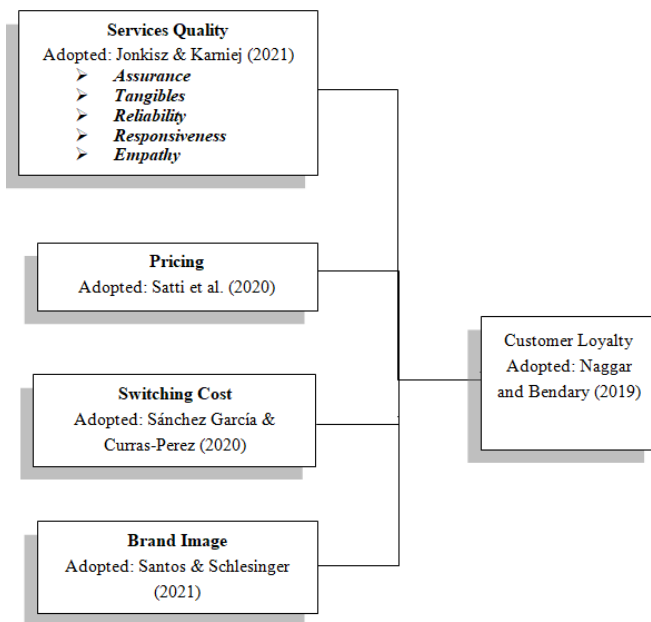 Services Quality
Adopted: Jonkisz & Karniej (2021)
➢ Assurance
➢ Tangibles
➢ Reliability
➢ Responsiveness
➢ Empathy
Pricing
Adopted: Satti et al. (2020)
Switching Cost
Adopted: Sánchez García &
Curras-Perez (2020)
Brand Image
Adopted: Santos & Schlesinger
(2021)
Customer Loyalty
Adopted: Naggar
and Bendary (2019)